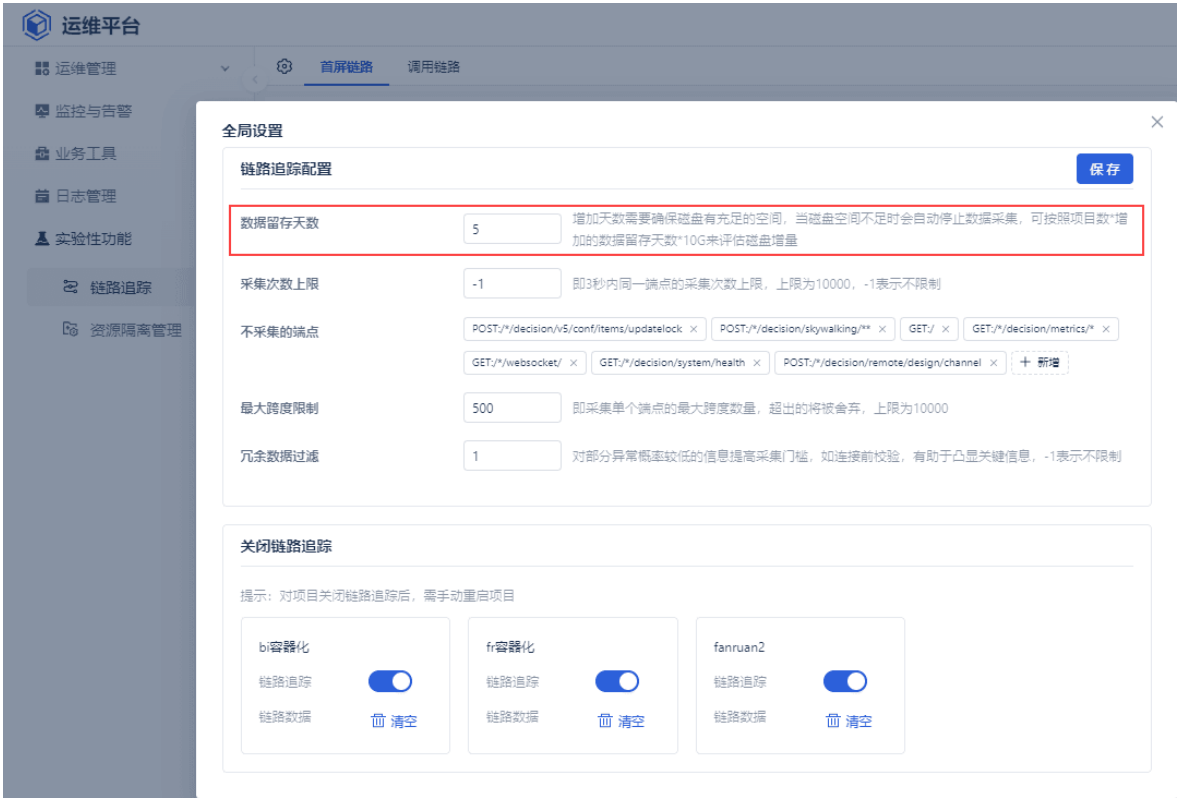 运维平台
运维管理
首屏链路
调用链路
监控与告警
业务工具
日志管理
实验性功能
链路追踪
资源隔离管理
全局设置
链路追踪配置
保存
数据留存天数
5
增加天数需要确保磁盘有充足的空间，当磁盘空间不足时会自动停止数据采集，可按照项目数*增
加的数据留存天数*10G来评估磁盘增量
采集次数上限
-1
即3秒内同一端点的采集次数上限，上限为10000，-1表示不限制
不采集的端点
POST:/*/decision/v5/conf/items/updatelock ×
POST:/*/decision/skywalking/** ×
GET:/ ×
GET:/*/decision/metrics/* ×
GET:/*/websocket/ ×
GET:/*/decision/system/health ×
POST:/*/decision/remote/design/channel ×
+ 新增
最大跨度限制
500
即采集单个端点的最大跨度数量，超出的将被舍弃，上限为10000
冗余数据过滤
1
对部分异常概率较低的信息提高采集门槛，如连接前校验，有助于凸显关键信息，-1表示不限制
关闭链路追踪
提示：对项目关闭链路追踪后，需手动重启项目
bi容器化
链路追踪
链路数据
清空
fr容器化
链路追踪
链路数据
清空
fanruan2
链路追踪
链路数据
清空